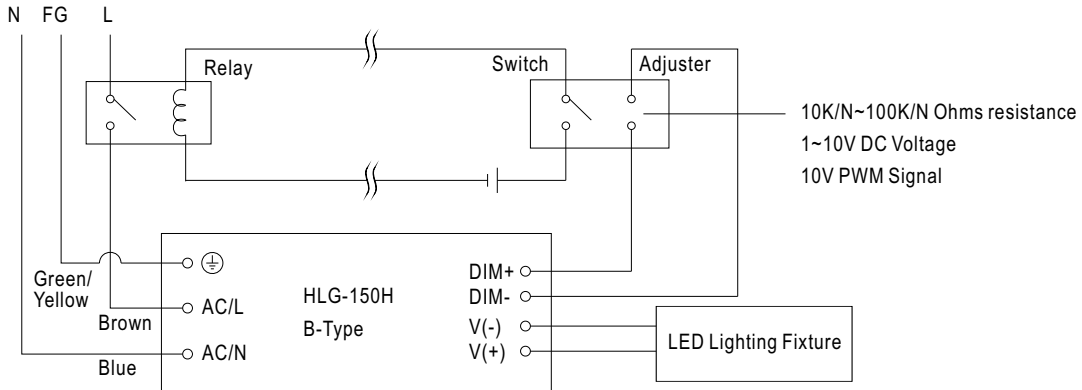 N FG L
Relay
Switch
Adjuster
10K/N~100K/N Ohms resistance
1~10V DC Voltage
10V PWM Signal
Green/
Yellow
Brown
Blue
AC/L
AC/N
HLG-150H
B-Type
DIM+
DIM-
V(-)
V(+)
LED Lighting Fixture